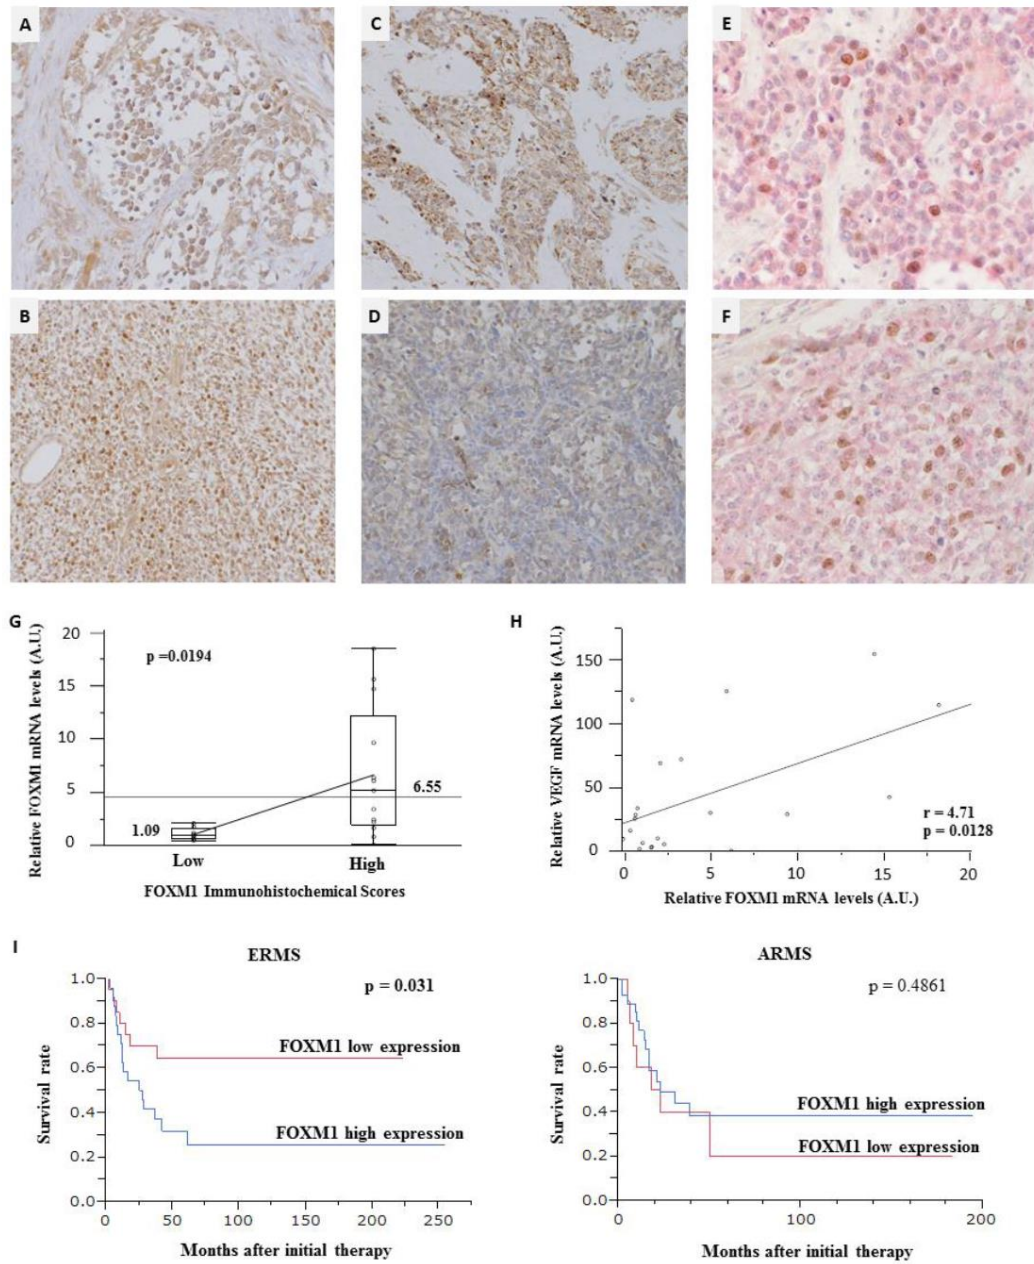 A
C
E
B
D
F
G
20
15
10
5
0
p =0.0194
1.09
6.55
Low
High
Relative FOXM1 mRNA levels (A.U.)
FOXM1 Immunohistochemical Scores
H
150
100
50
0
r = 4.71
p = 0.0128
0
5
10
15
20
Relative VEGF mRNA levels (A.U.)
Relative FOXM1 mRNA levels (A.U.)
I
ERMS
p = 0.031
1.0
0.8
0.6
0.4
0.2
0.0
FOXM1 low expression
FOXM1 high expression
0
50
100
150
200
250
Survival rate
Months after initial therapy
ARMS
p = 0.4861
1.0
0.8
0.6
0.4
0.2
0.0
FOXM1 high expression
FOXM1 low expression
0
100
200
Survival rate
Months after initial therapy